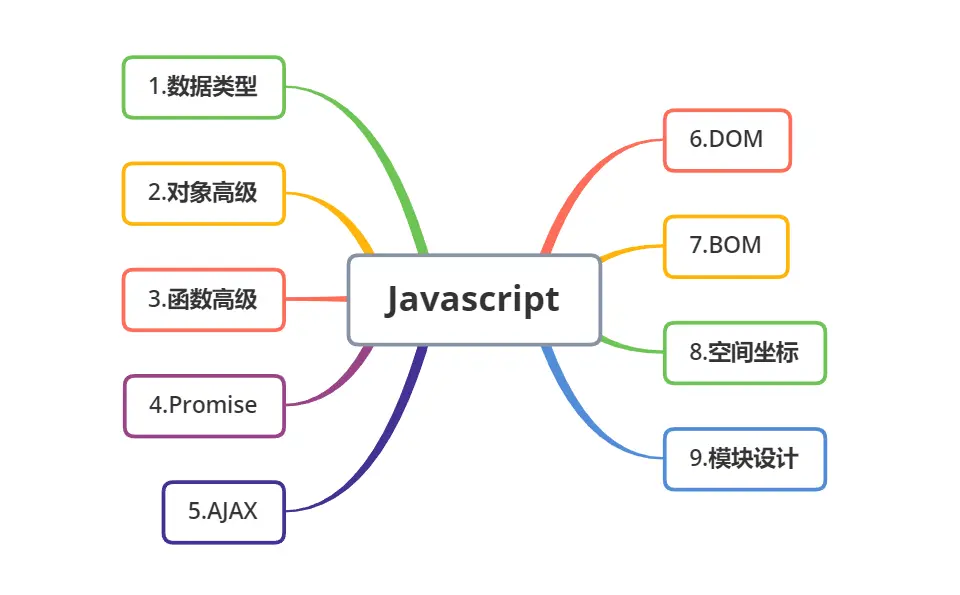 1.数据类型
2.对象高级
3.函数高级
4.Promise
5.AJAX
Javascript
6.DOM
7.BOM
8.空间坐标
9.模块设计